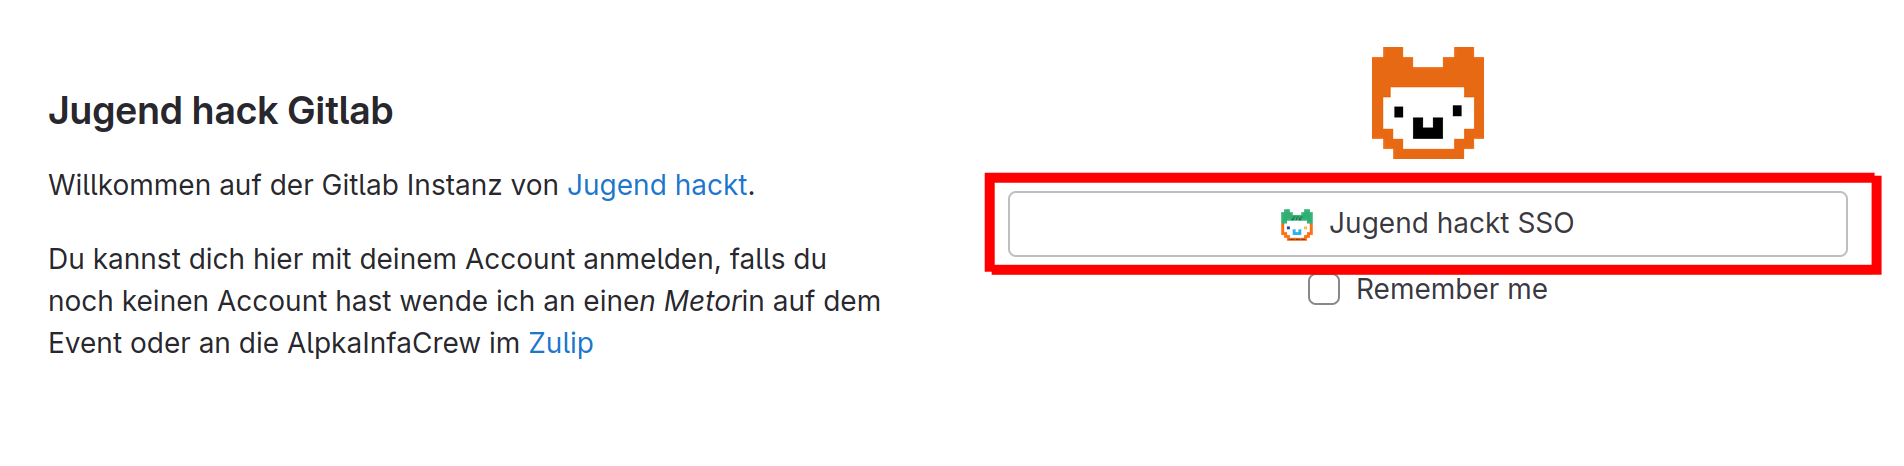 Jugend hack Gitlab
Willkommen auf der Gitlab Instanz von Jugend hackt.
Du kannst dich hier mit deinem Account anmelden, falls du
noch keinen Account hast wende ich an einen Metorin auf dem
Event oder an die AlpkaInfaCrew im Zulip
Jugend hackt SSO
Remember me